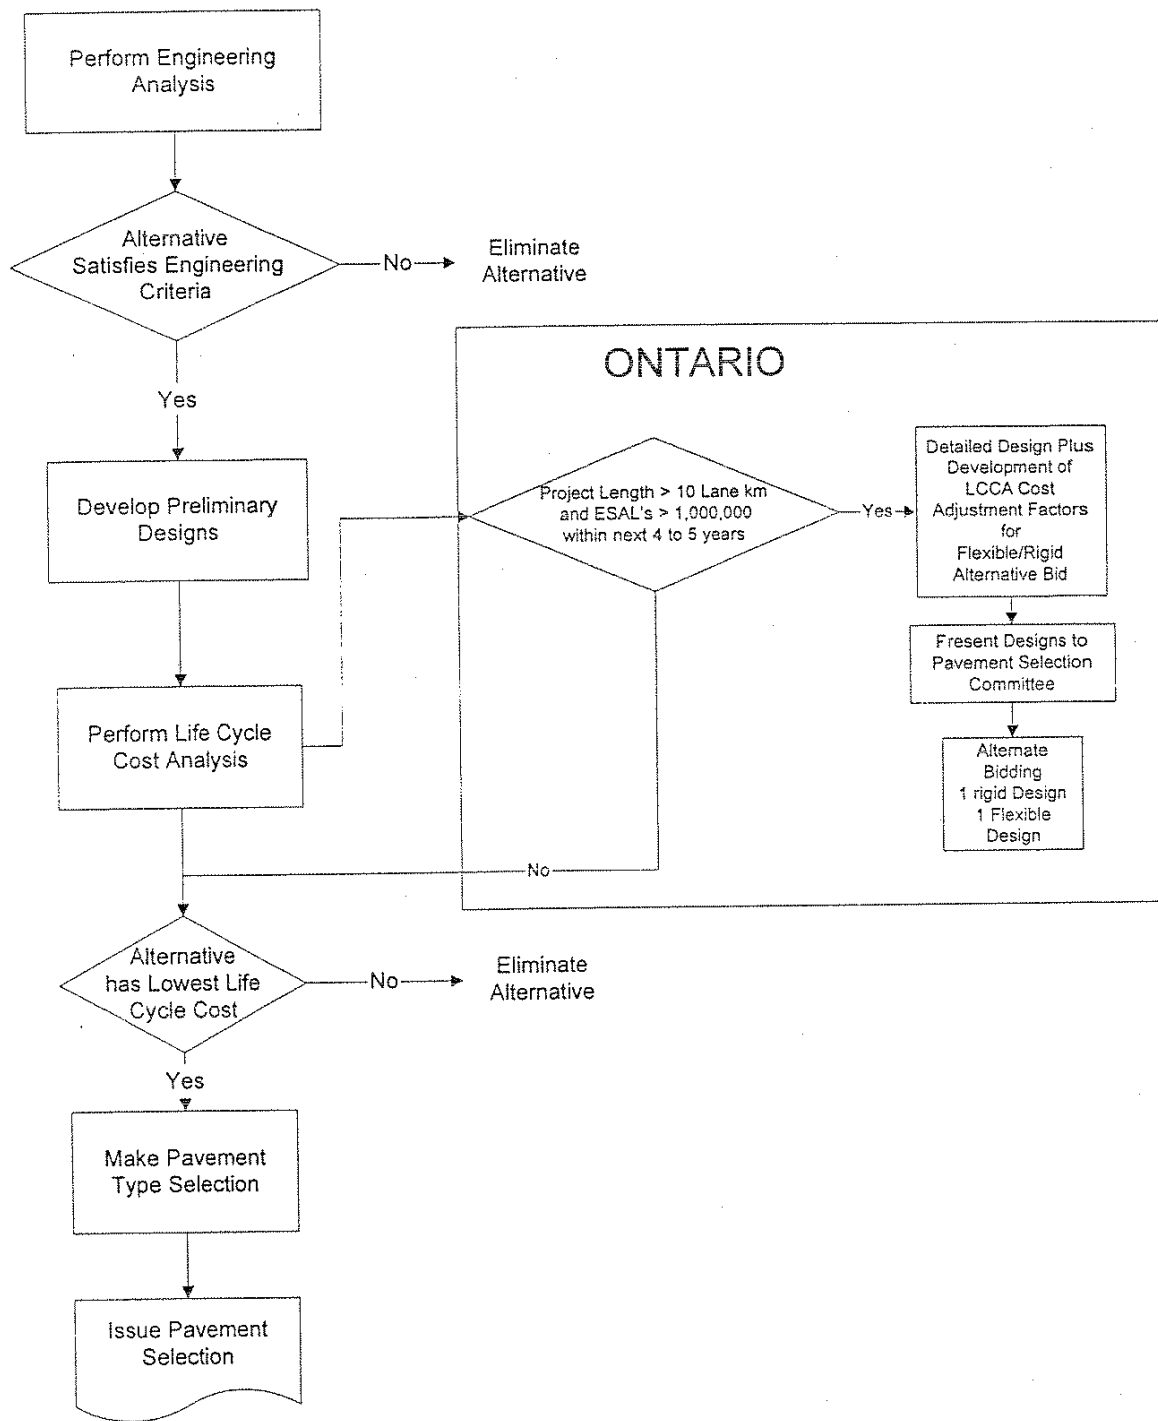 Perform Engineering
Analysis
Alternative
Satisfies Engineering
Criteria
No
Eliminate
Alternative
Yes
Develop Preliminary
Designs
Perform Life Cycle
Cost Analysis
ONTARIO
Project Length > 10 Lane km
and ESAL's > 1,000,000
within next 4 to 5 years
Yes
Detailed Design Plus
Development of
LCCA Cost
Adjustment Factors
for
Flexible/Rigid
Alternative Bid
Present Designs to
Pavement Selection
Committee
Alternate
Bidding
1 rigid Design
1 Flexible
Design
No
Alternative
has Lowest Life
Cycle Cost
No
Eliminate
Alternative
Yes
Make Pavement
Type Selection
Issue Pavement
Selection